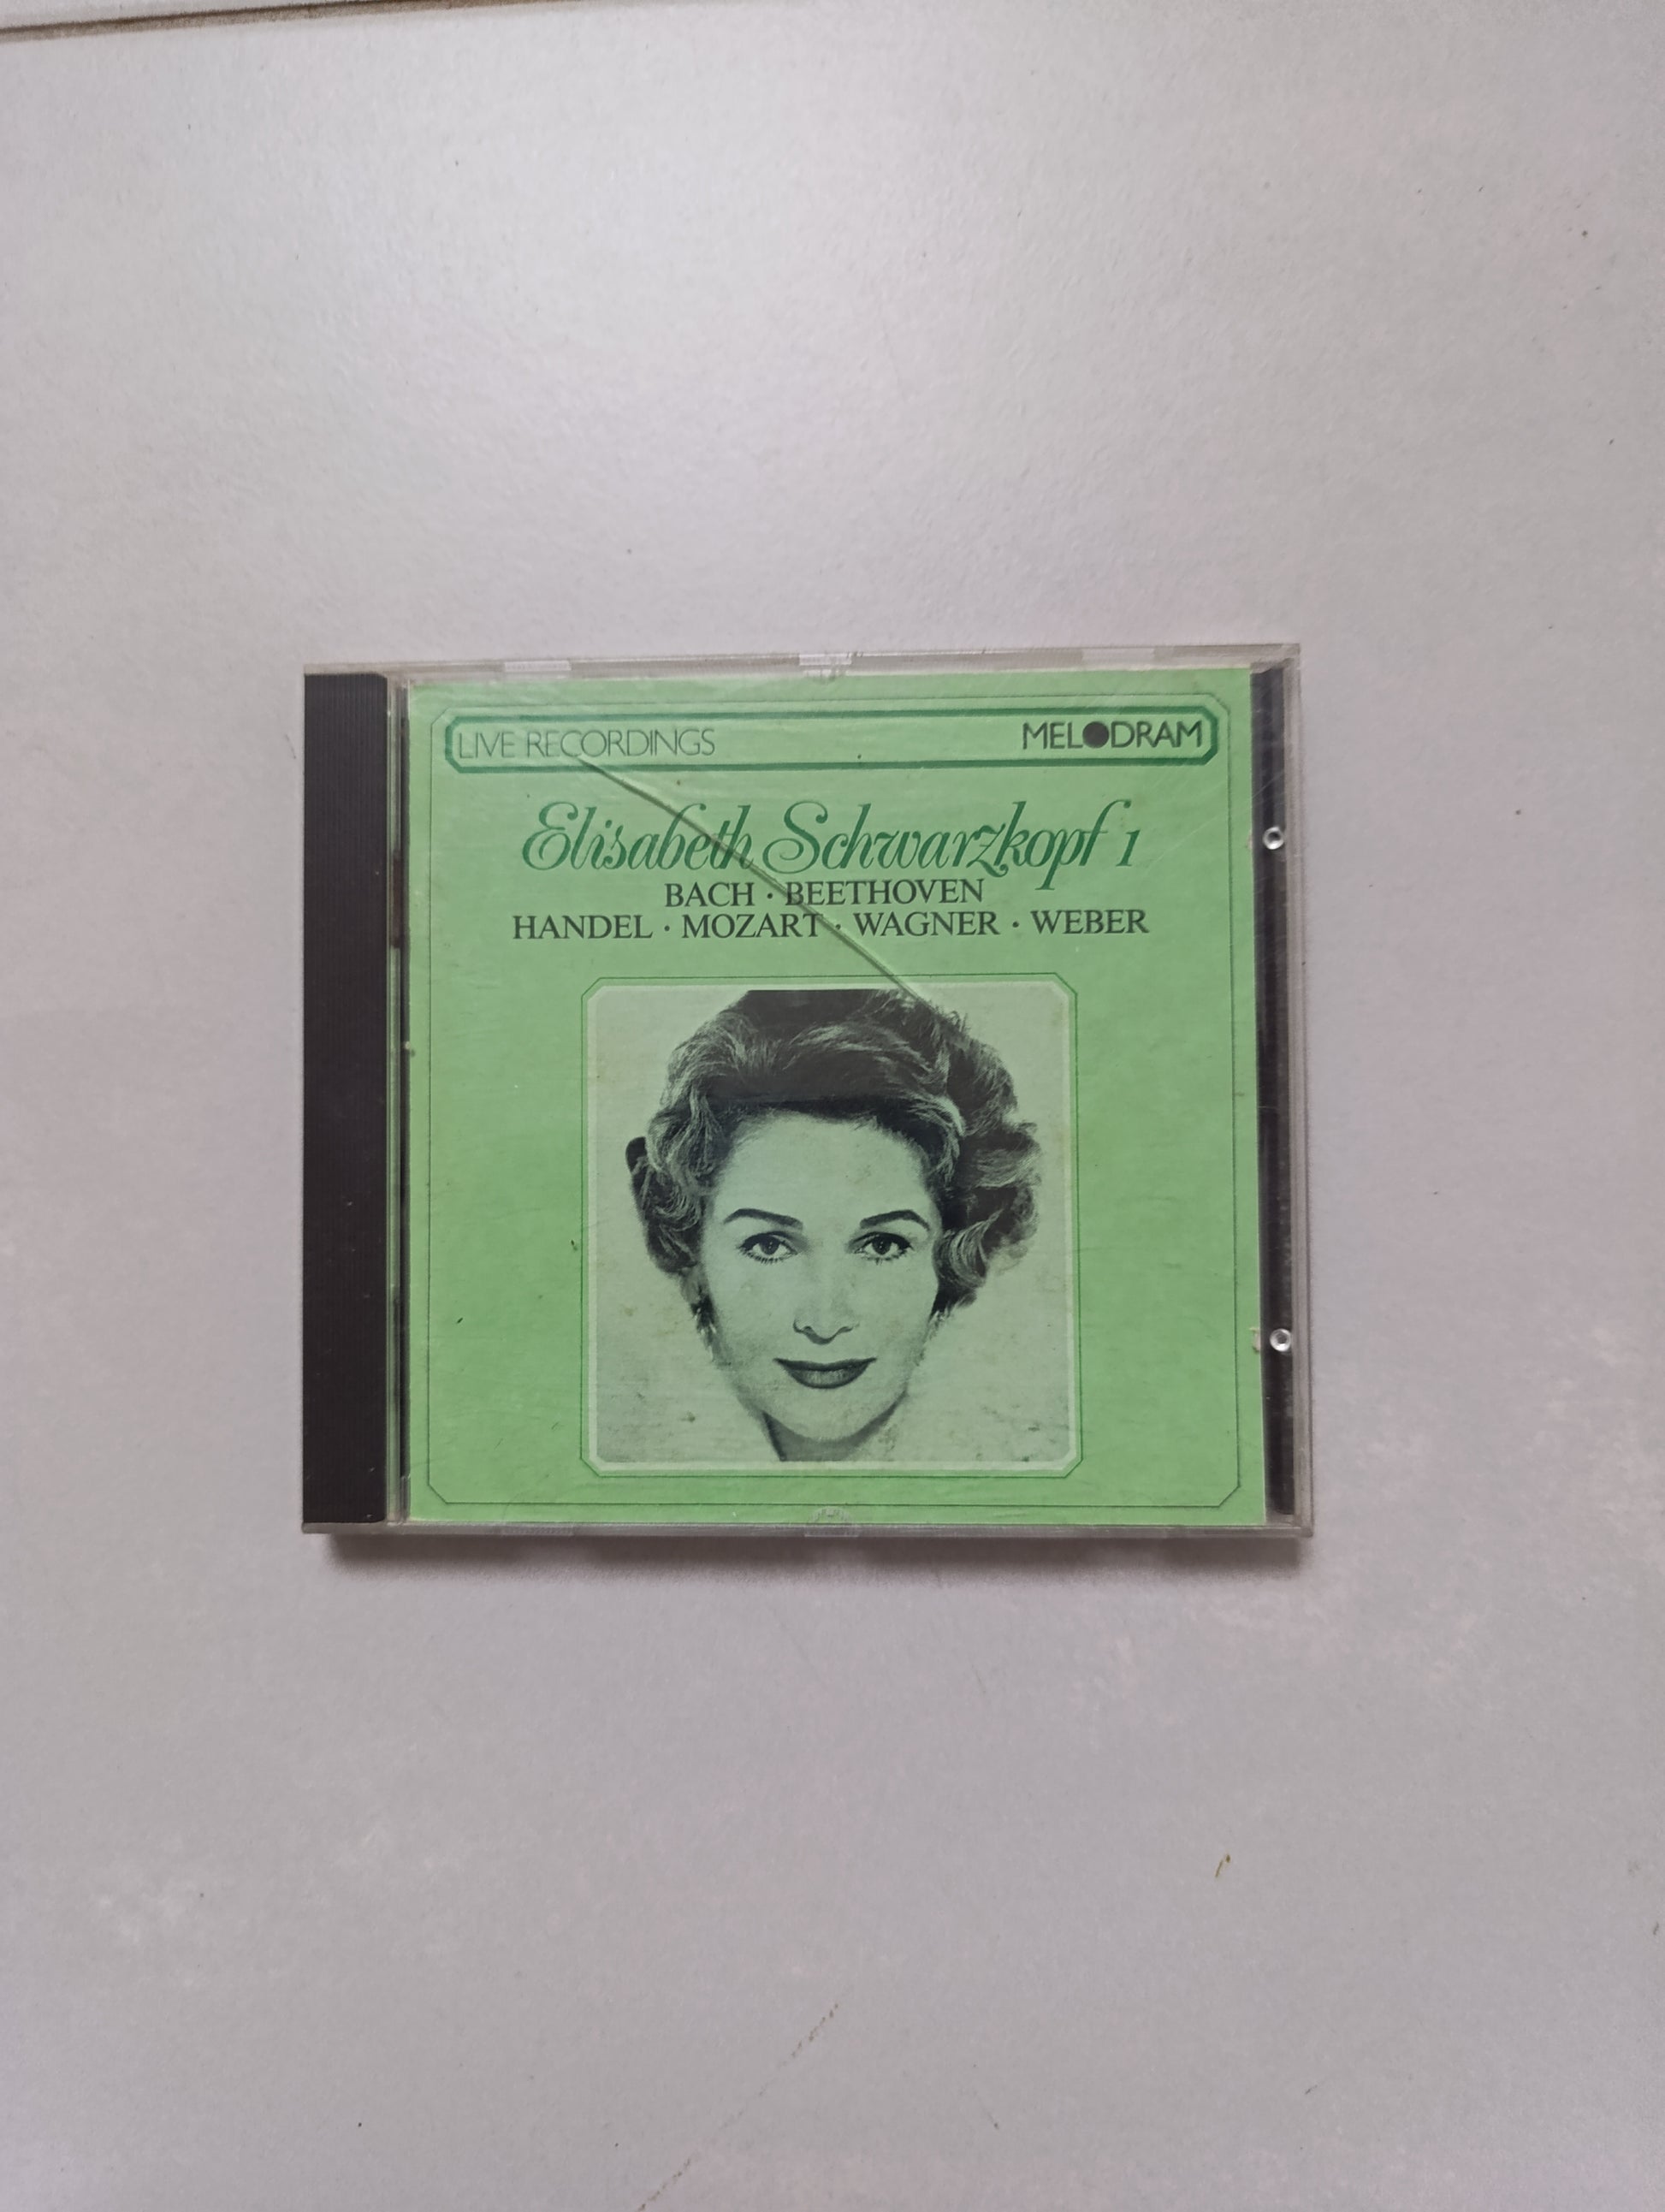 LIVE RECORDINGS
MELODRAM
Elisabeth Schwarzkopf 1
BACH · BEETHOVEN
HANDEL · MOZART · WAGNER · WEBER